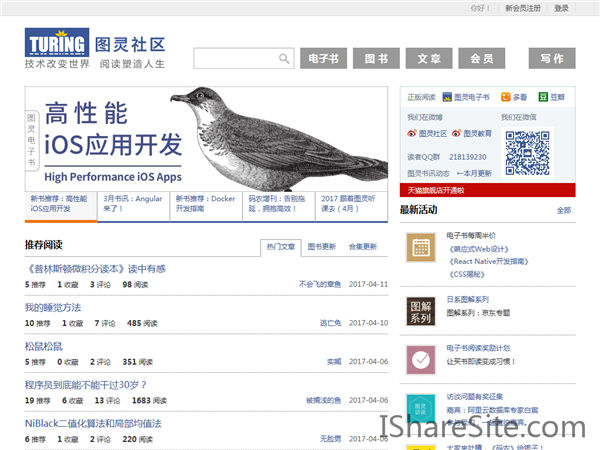 你好！ 新会员注册 登录
TURING 图灵社区
技术改变世界 阅读塑造人生
电子书 图书 文章 会员 写作
图灵电子书
高性能
iOS应用开发
High Performance iOS Apps
新书推荐：高性能iOS应用开发
3月书讯：Angular来了！
新书推荐：Docker开发指南
码农增刊：告别拖延，拥抱高效！
2017 跟着图灵听课去（4月）
正版阅读 图灵电子书 多看 豆瓣
我们在微博 我们在微信
图灵社区 图灵教育
读者QQ群 218139230
图灵书讯动态 ←本月更新
天猫旗舰店开通啦
推荐阅读 热门文章 图书更新 合集更新
《普林斯顿微积分读本》读中有感
5 推荐 1 收藏 3 评论 98 阅读 不会飞的章鱼 2017-04-11
我的睡觉方法
10 推荐 1 收藏 7 评论 485 阅读 逃亡兔 2017-04-10
松鼠松鼠
5 推荐 0 收藏 2 评论 351 阅读 实臧 2017-04-06
程序员到底能不能干过30岁？
19 推荐 6 收藏 13 评论 1683 阅读 被捕浅的鱼 2017-04-06
NiBlack二值化算法和局部均值法
6 推荐 1 收藏 2 评论 220 阅读 无脸男 2017-04-06
最新活动 全部
电子书每周半价
《响应式Web设计》
《React Native开发指南》
《CSS揭秘》
图解系列
日系图解系列
图解系列：京东专题
电子书阅读奖励计划
让买书即读变成习惯！
图灵访谈
访谈问题有奖征集
嘉宾：阿里云数据库专家白宸
IShareSite.com